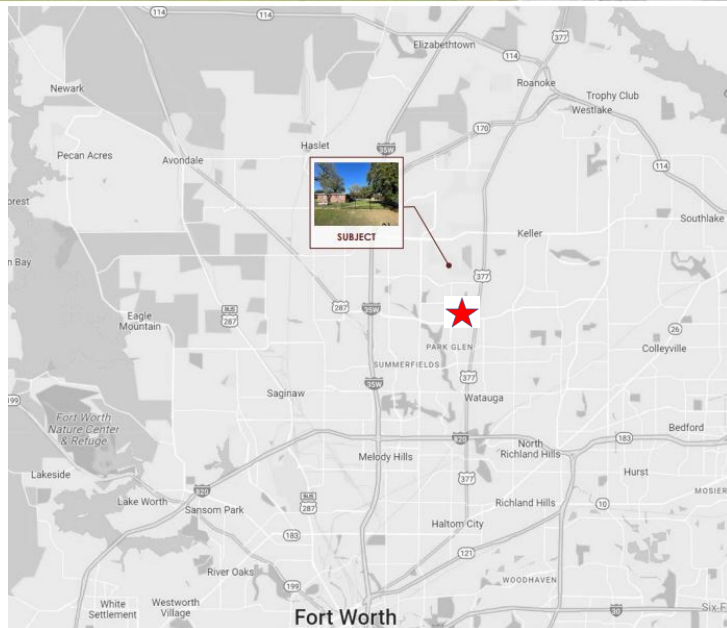 114
114
377
Elizabethtown
114
Roanoke
Newark
Trophy Club
Westlake
170
Haslet
35W
Pecan Acres
Avondale
114
Southlake
SUBJECT
Keller
n Bay
377
287
35W
BUS
287
Eagle
Mountain
26
PARK GLEN
Colleyville
SUMMERFIELDS
377
35W
Saginaw
Watauga
199
Fort Worth
Nature Center
& Refuge
Bedford
820
183
North
Richland Hills
Melody Hills
Lakeside
377
Hurst
820
MOSIER
BUS
287
Lake Worth
Sansom Park
Richland Hills
10
Haltom City
183
121
River Oaks
WOODHAVEN
199
White
Settlement
Westworth
Village
Fort Worth
30
Six F